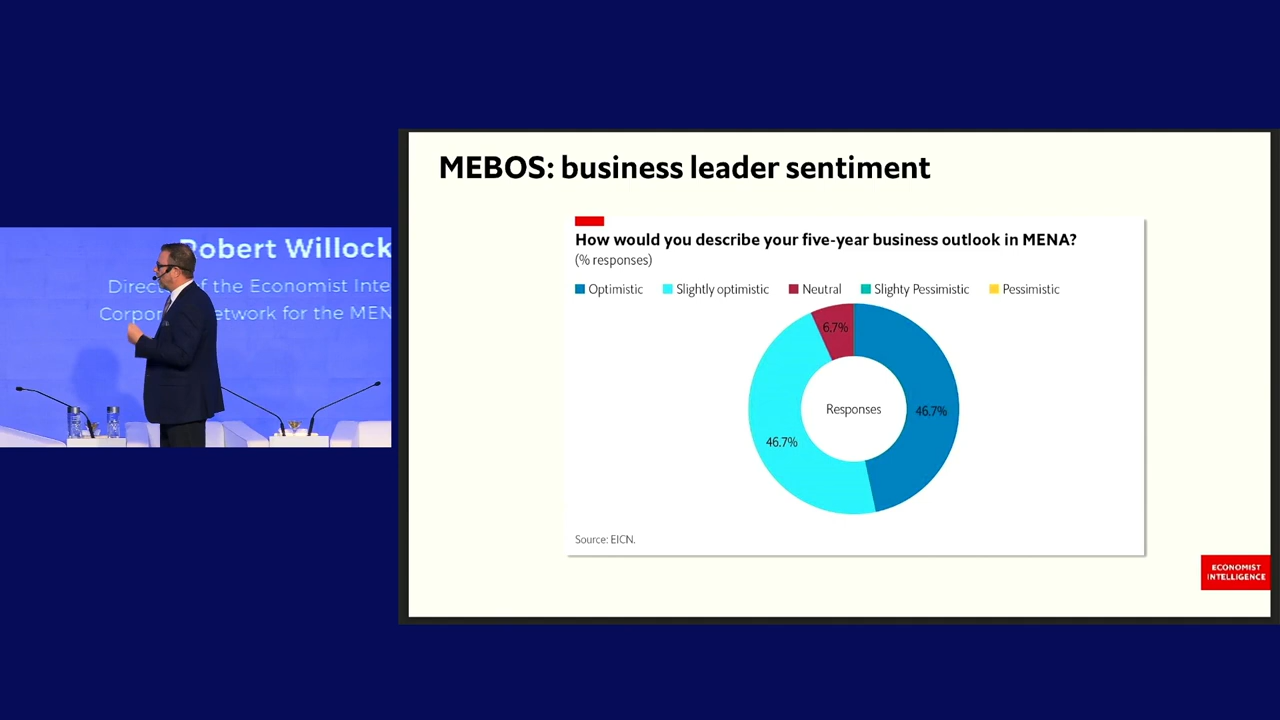 Robert Willock
of the Economist Inte
Corpor etwork for the MEN
MEBOS: business leader sentiment
How would you describe your five-year business outlook in MENA?
(% responses)
Optimistic Slightly optimistic Neutral Slighty Pessimistic Pessimistic
6.7%
46.7%
Responses
46.7%
Source: EICN.
ECONOMIST
INTELLIGENCE